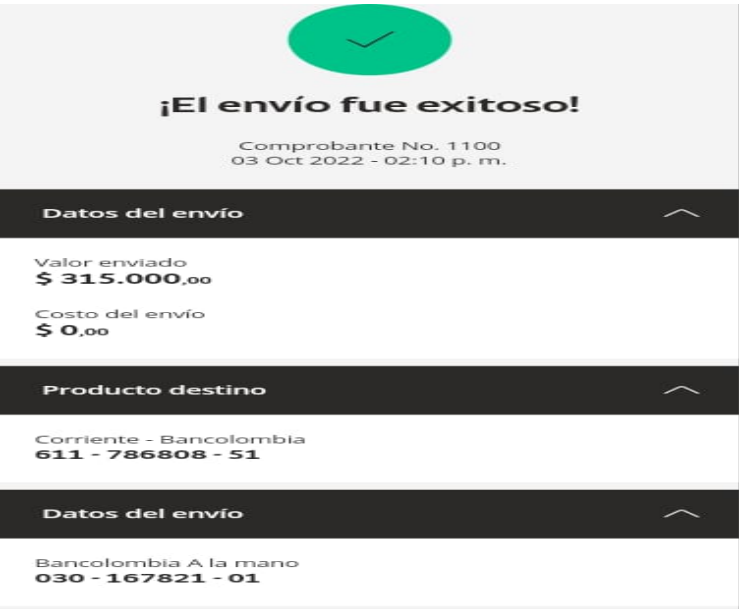 ¡El envío fue exitoso!
Comprobante No. 1100
03 Oct 2022 - 02:10 p. m.
Datos del envío
Valor enviado
$ 315.000,00
Costo del envío
$ 0,00
Producto destino
Corriente - Bancolombia
611 - 786808 - 51
Datos del envío
Bancolombia A la mano
030 - 167821 - 01